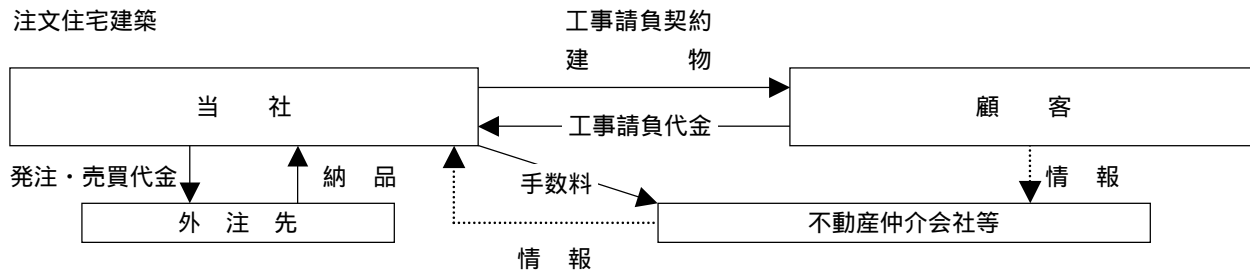 注文住宅建築
工事請負契約
建物
当社
顧客
工事請負代金
発注・売買代金
納品
手数料
情報
外注先
不動産仲介会社等
情報